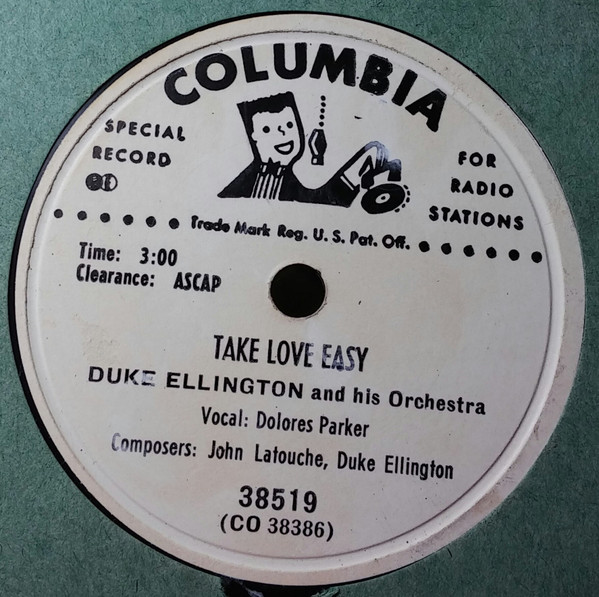 COLUMBIA
SPECIAL
RECORD
FOR
RADIO
STATIONS
Trade Mark Reg. U. S. Pat. Off.
Time: 3:00
Clearance: ASCAP
TAKE LOVE EASY
DUKE ELLINGTON and his Orchestra
Vocal: Dolores Parker
Composers: John Latouche, Duke Ellington
38519
(CO 38386)